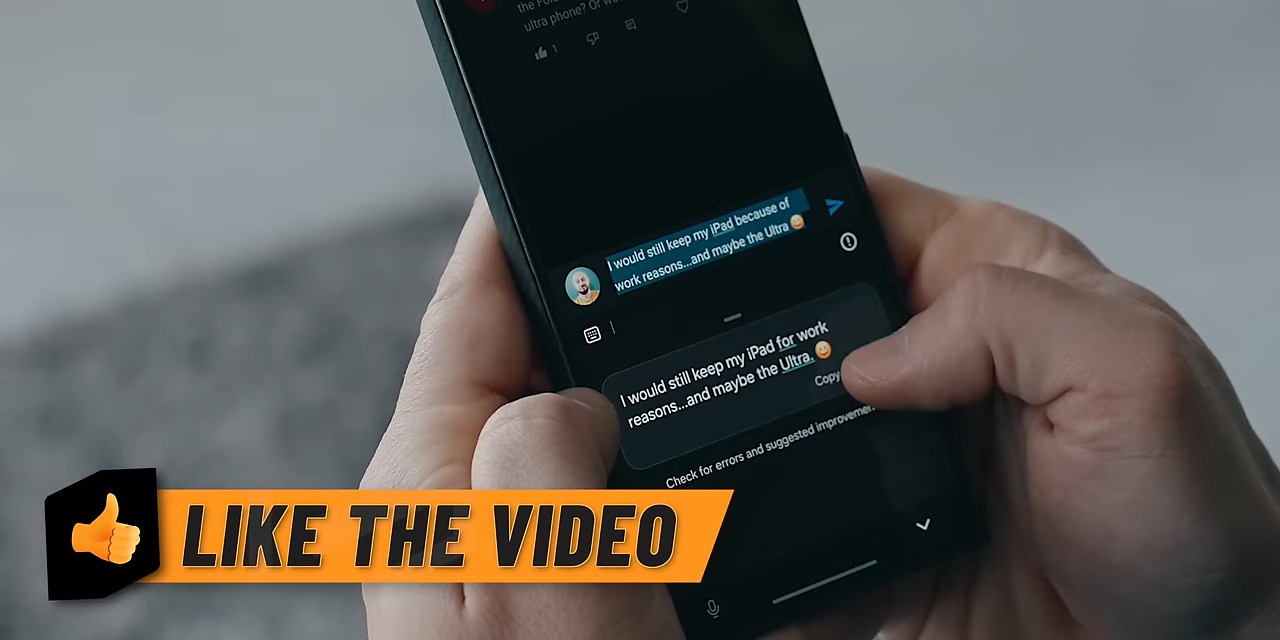 ultra phone? Or
1
I would still keep my iPad because of
work reasons...and maybe the Ultra 😀
I would still keep my iPad for work
reasons...and maybe the Ultra. 😀
Copy
Check for errors and suggested
LIKE THE VIDEO